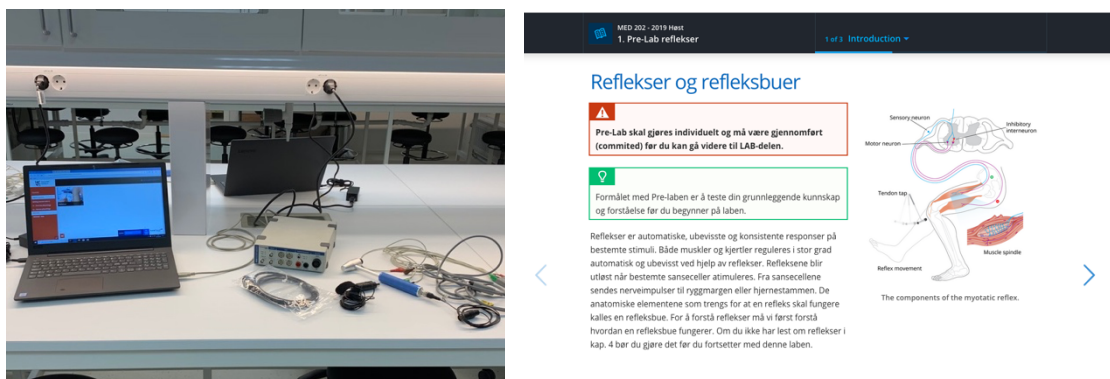 MED 202 - 2019 Høst
1. Pre-Lab reflekser
1 of 3 Introduction
Reflekser og refleksbuer
Pre-Lab skal gjøres individuelt og må være gjennomført
(commited) før du kan gå videre til LAB-delen.
Formålet med Pre-laben er å teste din grunnleggende kunnskap
og forståelse før du begynner på laben.
Reflekser er automatiske, ubevisste og konsistente responser på
bestemte stimuli. Både muskler og kjertler reguleres i stor grad
automatisk og ubevisst ved hjelp av reflekser. Refleksene blir
utløst når bestemte sanseceller atimuleres. Fra sansecellene
sendes nerveimpulser til ryggmargen eller hjernestammen. De
anatomiske elementene som trengs for at en refleks skal fungere
kalles en refleksbue. For å forstå reflekser må vi først forstå
hvordan en refleksbue fungerer. Om du ikke har lest om reflekser i
kap. 4 bør du gjøre det før du fortsetter med denne laben.
Sensory neuron
Inhibitory
interneuron
Motor neuron
Tendon tap
Muscle spindle
Reflex movement
The components of the myotatic reflex.